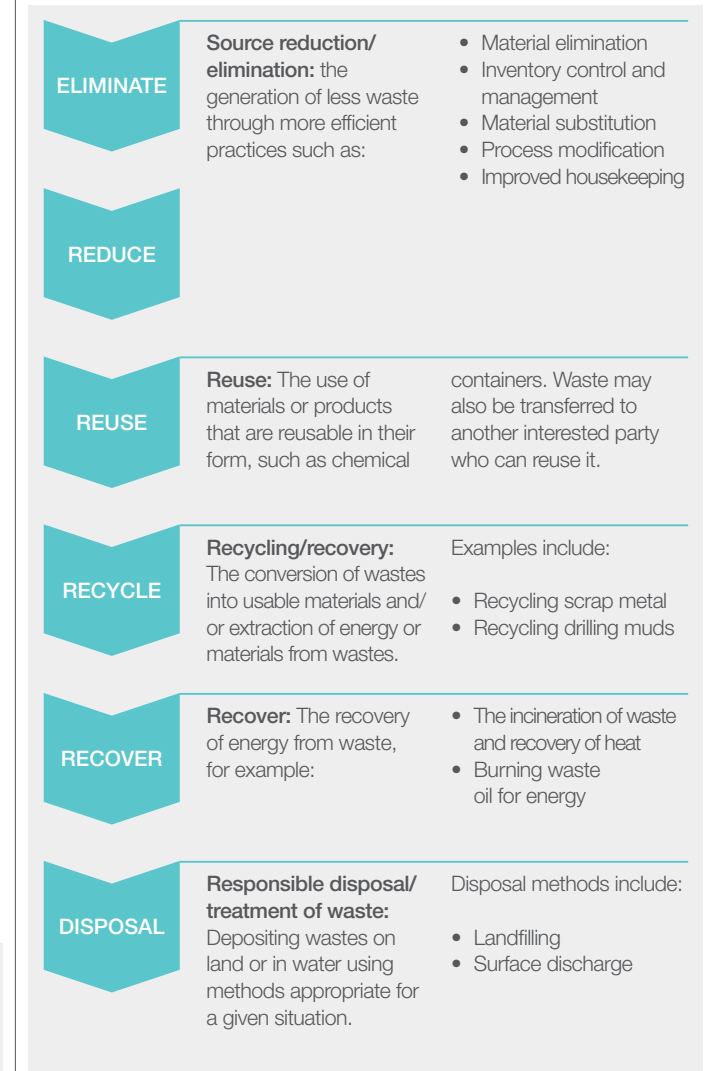 ELIMINATE
Source reduction/
elimination: the
generation of less waste
through more efficient
practices such as:
• Material elimination
• Inventory control and
management
• Material substitution
• Process modification
• Improved housekeeping
REDUCE
REUSE
Reuse: The use of
materials or products
that are reusable in their
form, such as chemical
containers. Waste may
also be transferred to
another interested party
who can reuse it.
RECYCLE
Recycling/recovery:
The conversion of wastes
into usable materials and/
or extraction of energy or
materials from wastes.
Examples include:
• Recycling scrap metal
• Recycling drilling muds
RECOVER
Recover: The recovery
of energy from waste,
for example:
• The incineration of waste
and recovery of heat
• Burning waste
oil for energy
DISPOSAL
Responsible disposal/
treatment of waste:
Depositing wastes on
land or in water using
methods appropriate for
a given situation.
Disposal methods include:
• Landfilling
• Surface discharge